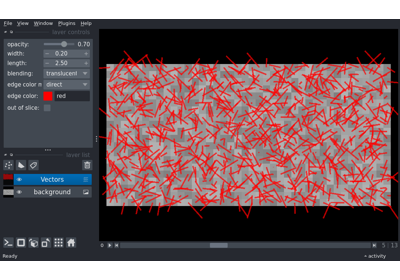 File View Window Plugins Help
layer controls
opacity: 0.70
width: 0.20
length: 2.50
blending: translucent
edge color m direct
edge color: red
out of slice:
layer list
Vectors
background
0 5 13
Ready activity